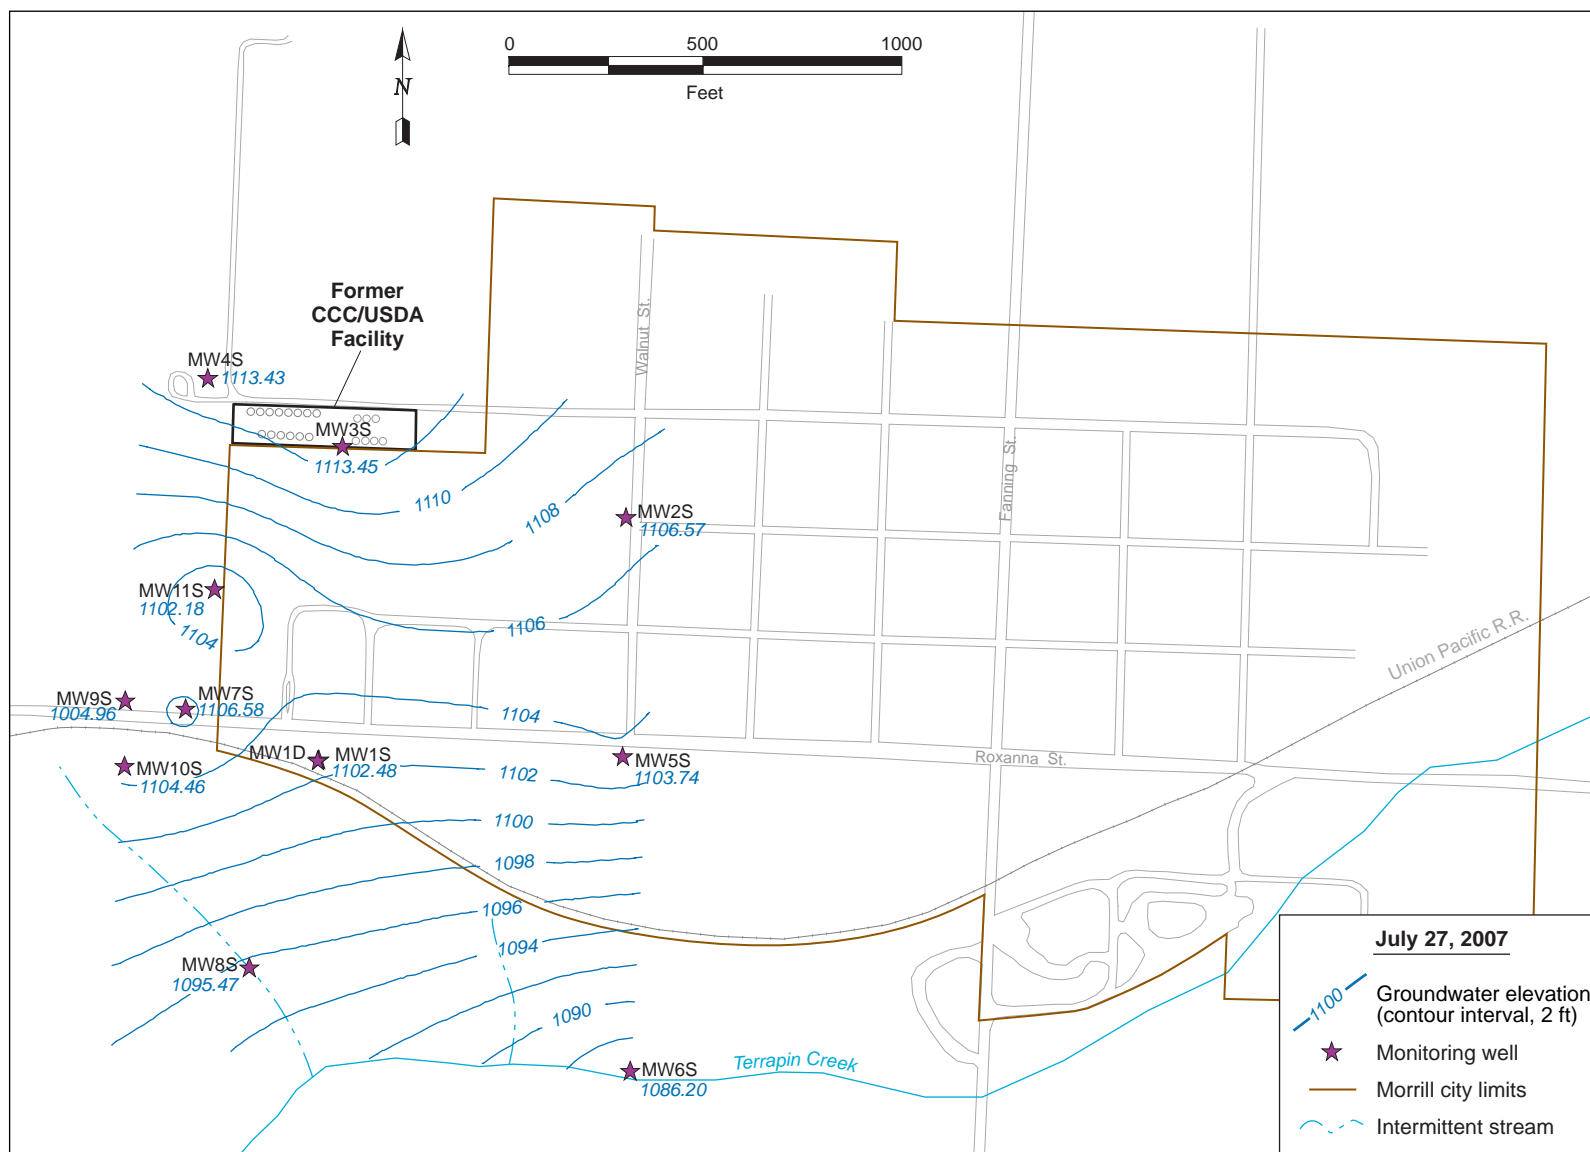 0 500 1000
Feet
N
Former
CCC/USDA
Facility
Walnut St.
MW4S
1113.43
MW3S
1113.45
1110
1108
MW2S
1106.57
Fanning St.
MW11S
1102.18
1104
1106
Union Pacific R.R.
MW9S
1004.96
MW7S
1106.58
1104
MW1D
MW1S
1102.48
1102
MW5S
1103.74
Roxanna St.
MW10S
1104.46
1100
1098
1096
1094
MW8S
1095.47
1090
Terrapin Creek
MW6S
1086.20
July 27, 2007
1100
Groundwater elevation
(contour interval, 2 ft)
Monitoring well
Morrill city limits
Intermittent stream